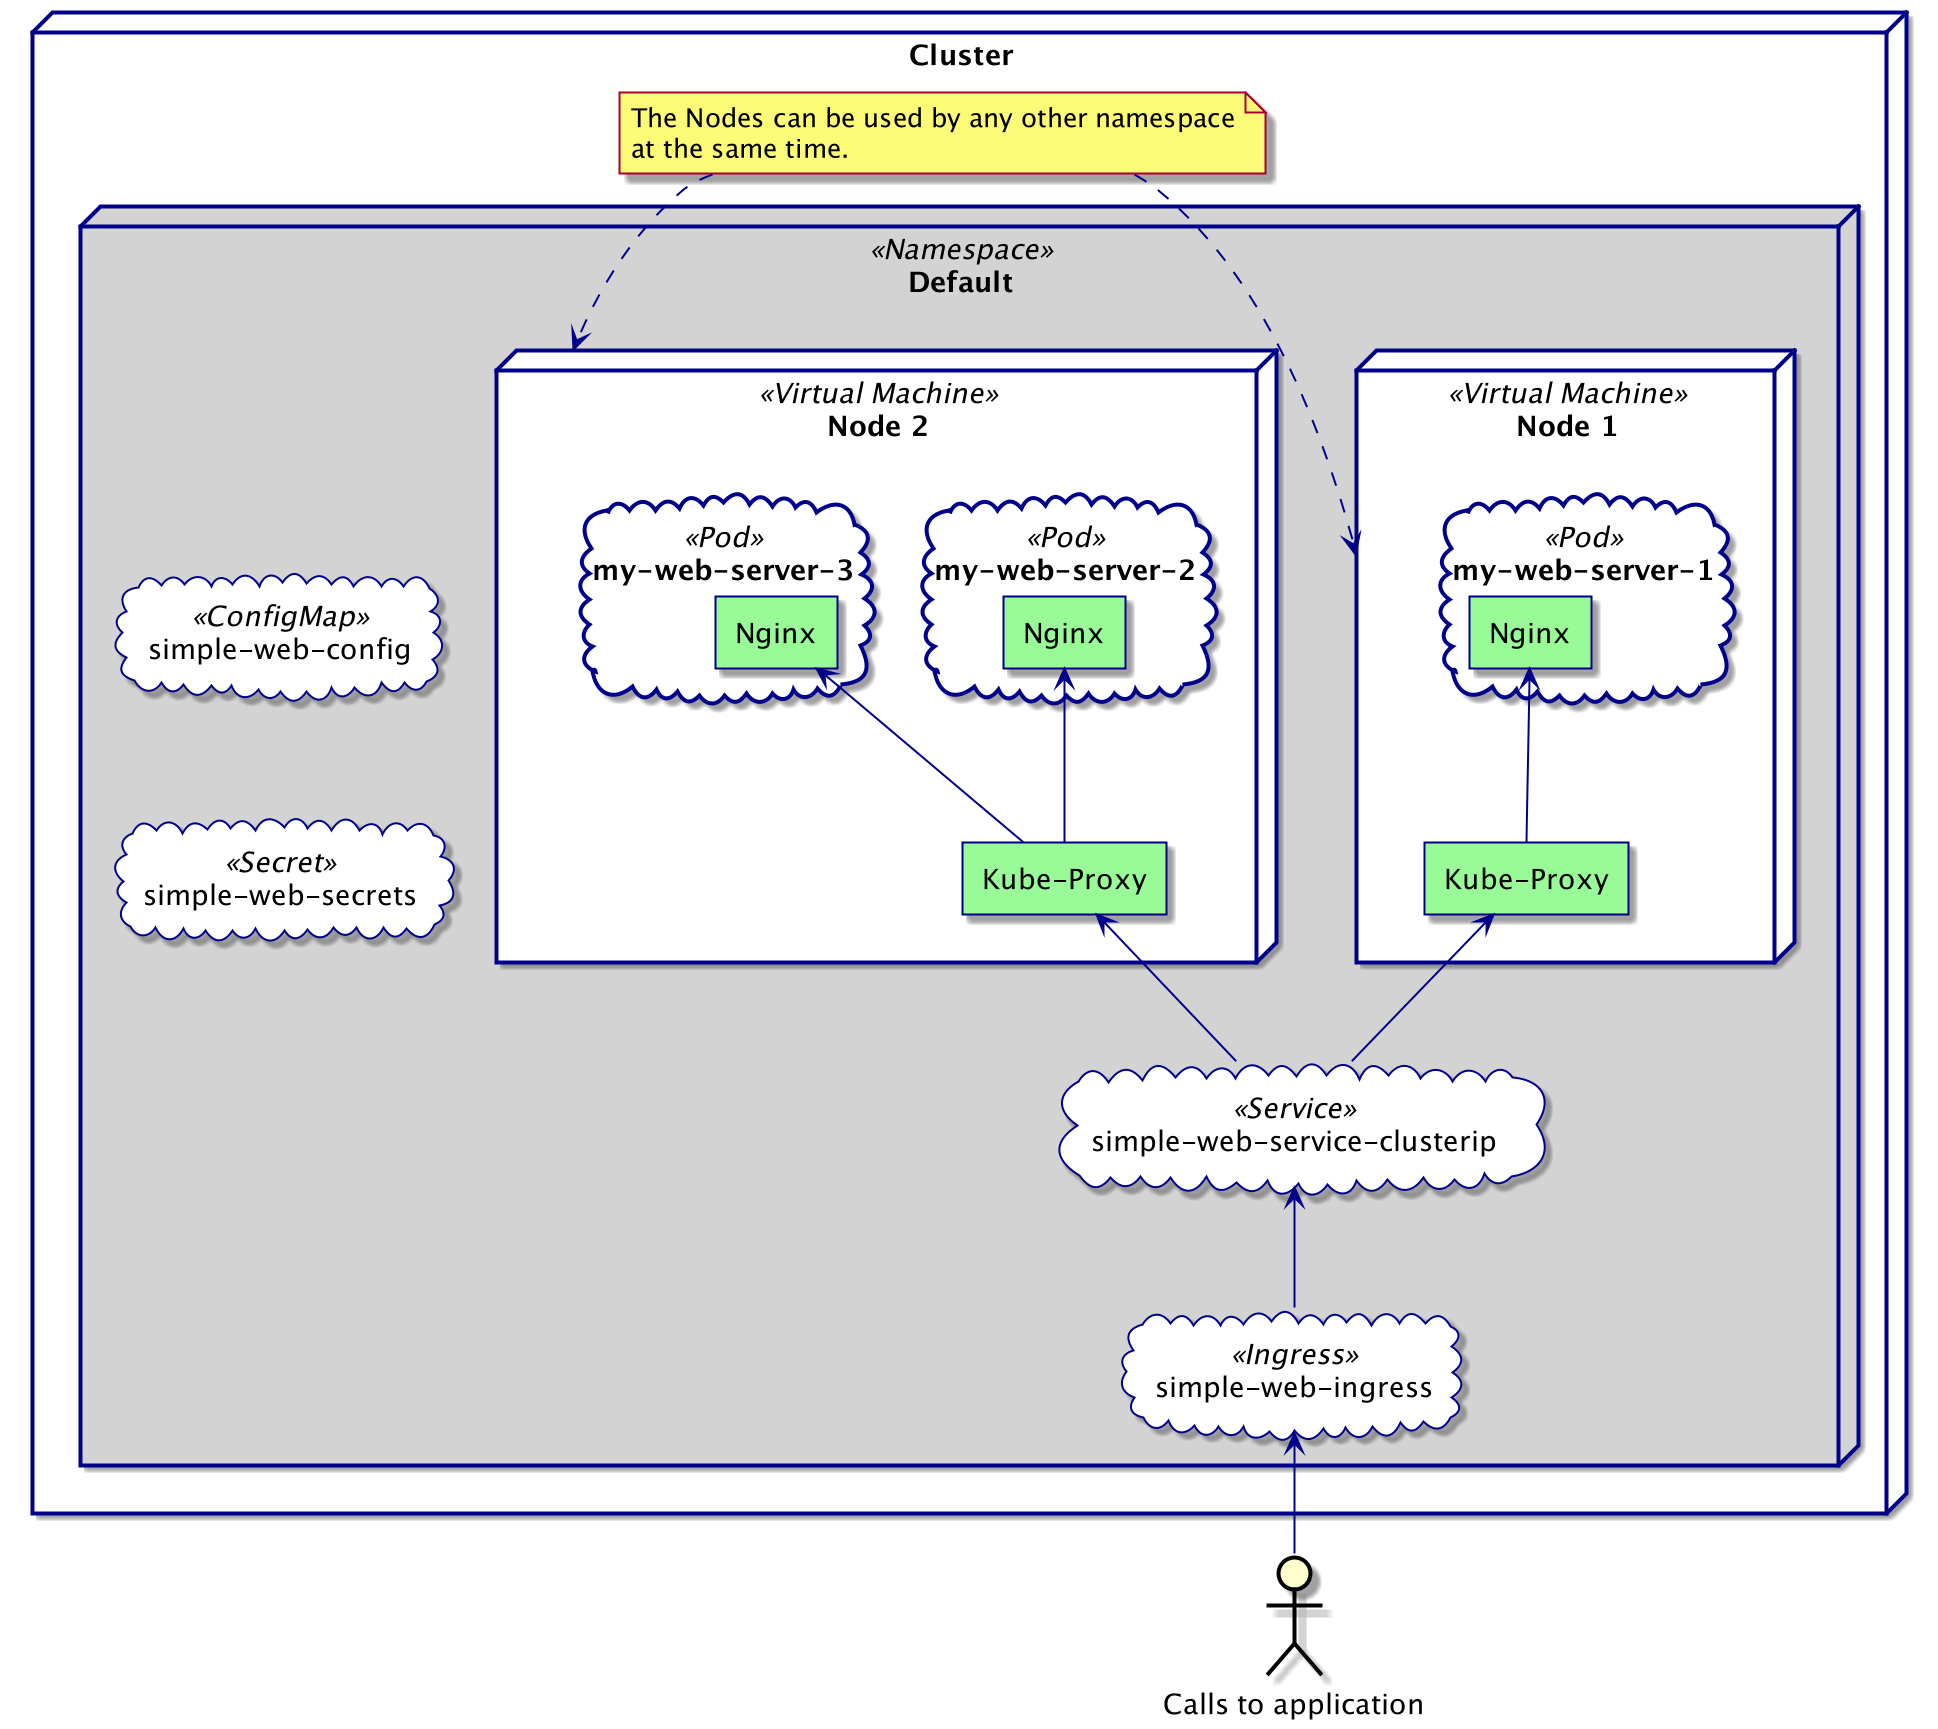 Cluster
The Nodes can be used by any other namespace
at the same time.
«Namespace»
Default
«Virtual Machine»
Node 2
«Virtual Machine»
Node 1
«Pod»
my-web-server-3
Nginx
«Pod»
my-web-server-2
Nginx
«Pod»
my-web-server-1
Nginx
«ConfigMap»
simple-web-config
«Secret»
simple-web-secrets
Kube-Proxy
Kube-Proxy
«Service»
simple-web-service-clusterip
«Ingress»
simple-web-ingress
Calls to application